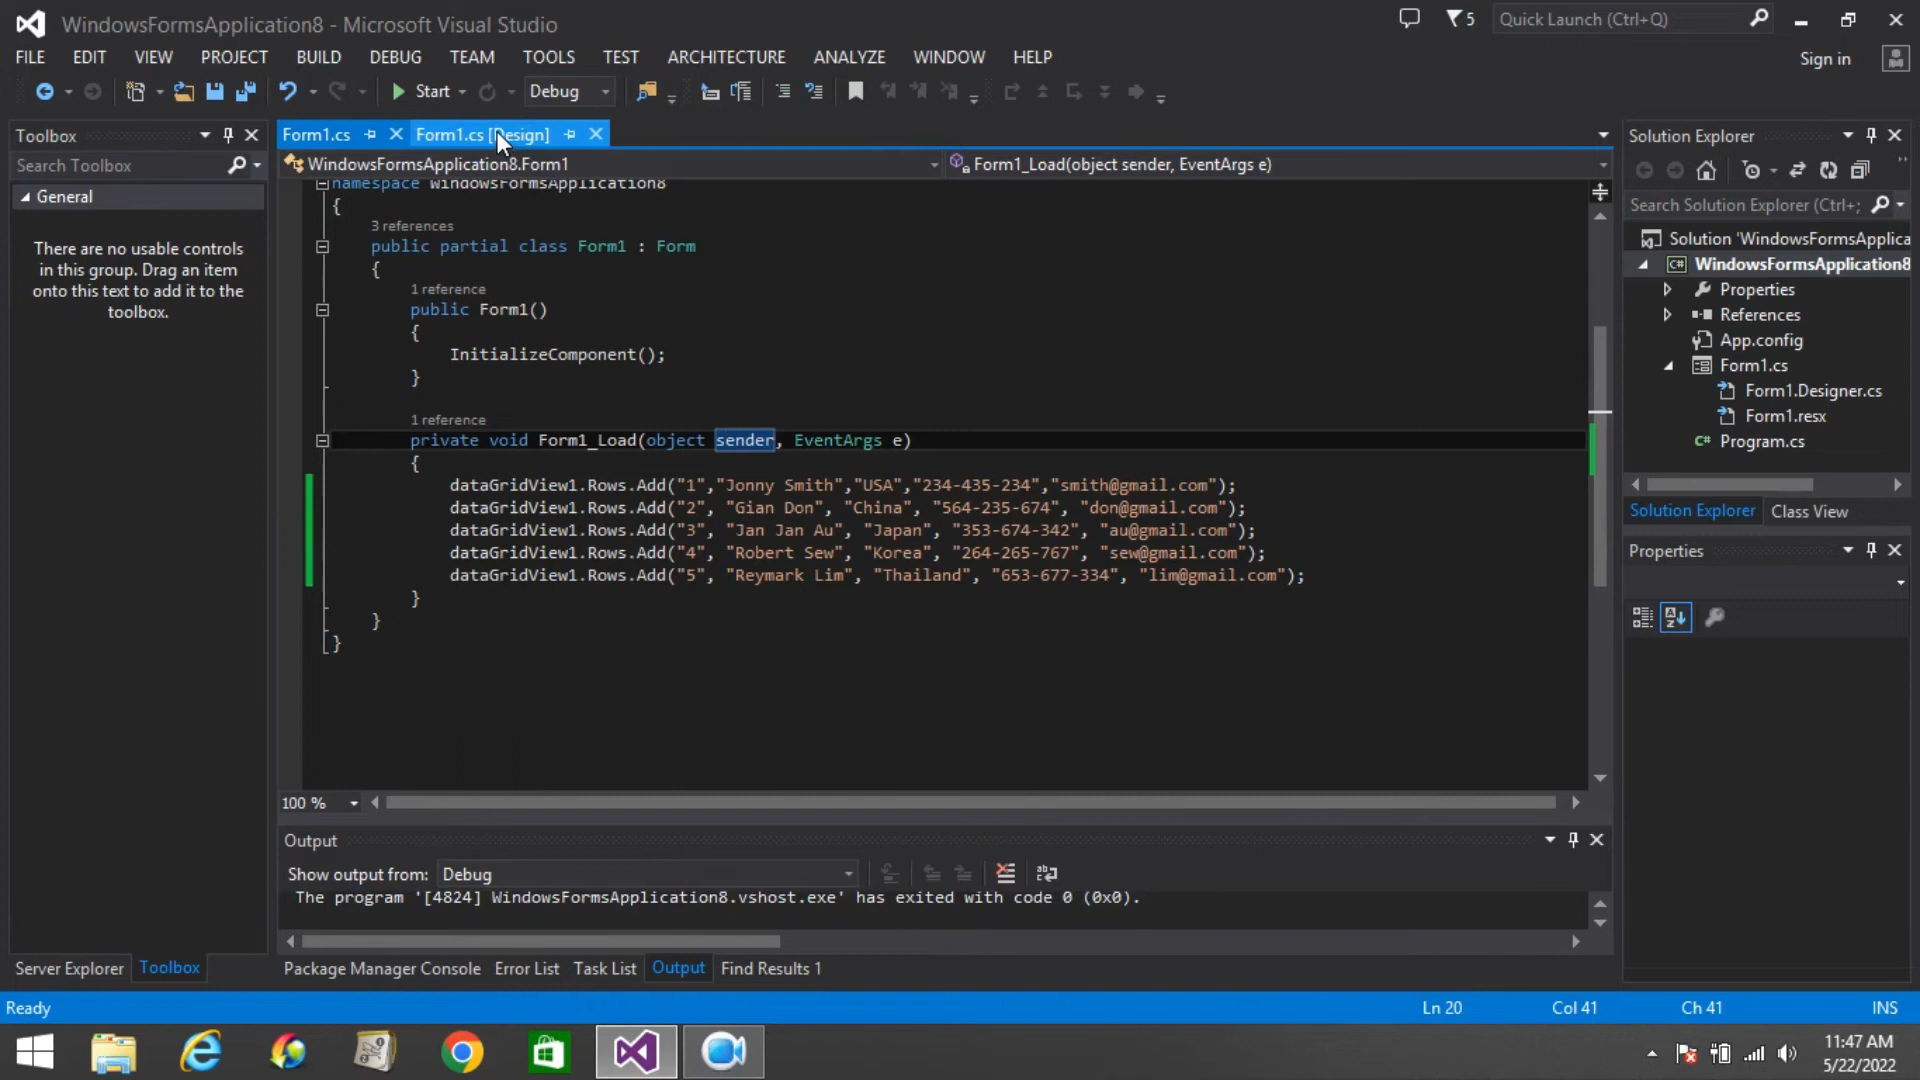 WindowsFormsApplication8 - Microsoft Visual Studio
5
Quick Launch (Ctrl+Q)
FILE EDIT VIEW PROJECT BUILD DEBUG TEAM TOOLS TEST ARCHITECTURE ANALYZE WINDOW HELP
Sign in
Start
Debug
Toolbox
Search Toolbox
General
There are no usable controls
in this group. Drag an item
onto this text to add it to the
toolbox.
Form1.cs
Form1.cs [Design]
WindowsFormsApplication8.Form1
Form1_Load(object sender, EventArgs e)
namespace WindowsFormsApplication8
{
3 references
public partial class Form1 : Form
{
1 reference
public Form1()
{
InitializeComponent();
}
1 reference
private void Form1_Load(object sender, EventArgs e)
{
dataGridView1.Rows.Add("1","Jonny Smith","USA","234-435-234","smith@gmail.com");
dataGridView1.Rows.Add("2", "Gian Don", "China", "564-235-674", "don@gmail.com");
dataGridView1.Rows.Add("3", "Jan Jan Au", "Japan", "353-674-342", "au@gmail.com");
dataGridView1.Rows.Add("4", "Robert Sew", "Korea", "264-265-767", "sew@gmail.com");
dataGridView1.Rows.Add("5", "Reymark Lim", "Thailand", "653-677-334", "lim@gmail.com");
}
}
}
100 %
Output
Show output from: Debug
The program '[4824] WindowsFormsApplication8.vshost.exe' has exited with code 0 (0x0).
Server Explorer Toolbox
Package Manager Console Error List Task List Output Find Results 1
Solution Explorer
Search Solution Explorer (Ctrl+;
Solution 'WindowsFormsApplica
C# WindowsFormsApplication8
Properties
References
App.config
Form1.cs
Form1.Designer.cs
Form1.resx
C# Program.cs
Solution Explorer Class View
Properties
Ready
Ln 20
Col 41
Ch 41
INS
11:47 AM
5/22/2022